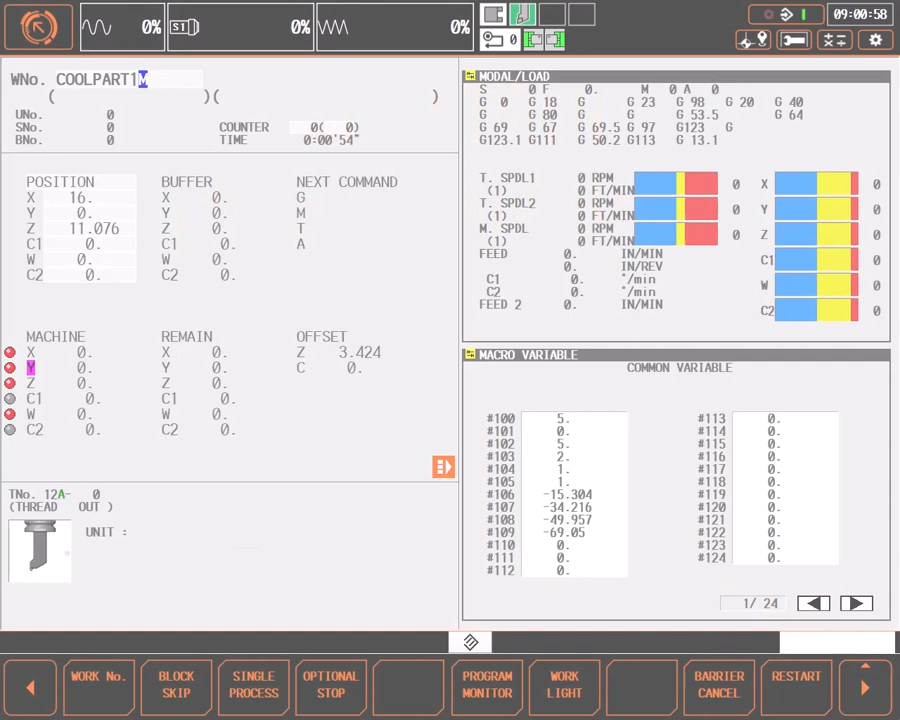 0% S1 0% 0%
0
09:00:58
WNo. COOLPART1M
( )( )
UNo. 0
SNo. 0 COUNTER 0( 0)
BNo. 0 TIME 0:00'54"
POSITION BUFFER NEXT COMMAND
X 16. X 0. G
Y 0. Y 0. M
Z 11.076 Z 0. T
C1 0. C1 0. A
W 0. W 0.
C2 0. C2 0.
MACHINE REMAIN OFFSET
X 0. X 0. Z 3.424
Y 0. Y 0. C 0.
Z 0. Z 0.
C1 0. C1 0.
W 0. W 0.
C2 0. C2 0.
TNo. 12A- 0
(THREAD OUT )
UNIT :
MODAL/LOAD
S 0 F 0. M 0 A 0
G 0 G 18 G G 23 G 98 G 20 G 40
G G 80 G G G 53.5 G 64
G 69 G 67 G 69.5 G 97 G123 G
G123.1 G111 G 50.2 G113 G 13.1
T. SPDL1 0 RPM 0 X 0
(1) 0 FT/MIN
T. SPDL2 0 RPM 0 Y 0
(1) 0 FT/MIN
M. SPDL 0 RPM 0 Z 0
(1) 0 FT/MIN
FEED 0. IN/MIN C1 0
0. IN/REV
C1 0. °/min W 0
C2 0. °/min
FEED 2 0. IN/MIN C2 0
MACRO VARIABLE
COMMON VARIABLE
#100 5. #113 0.
#101 0. #114 0.
#102 5. #115 0.
#103 2. #116 0.
#104 1. #117 0.
#105 1. #118 0.
#106 -15.304 #119 0.
#107 -34.216 #120 0.
#108 -49.957 #121 0.
#109 -69.05 #122 0.
#110 0. #123 0.
#111 0. #124 0.
#112 0.
1/ 24
WORK No.
BLOCK
SKIP
SINGLE
PROCESS
OPTIONAL
STOP
PROGRAM
MONITOR
WORK
LIGHT
BARRIER
CANCEL
RESTART